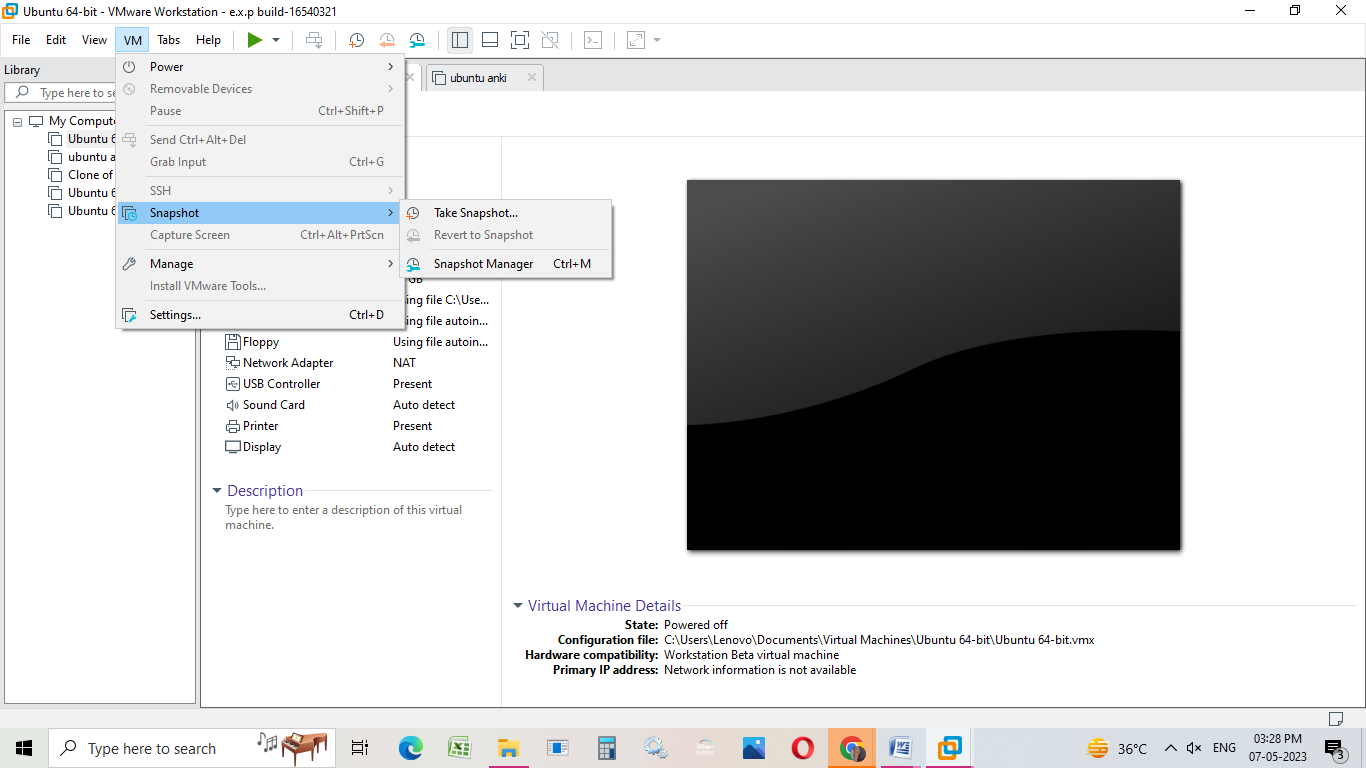 Ubuntu 64-bit - VMware Workstation - e.x.p build-16540321
File Edit View VM Tabs Help
Library
Type here to se
My Compute
Ubuntu 6
ubuntu a
Clone of
Ubuntu 6
Ubuntu 6
ubuntu anki
Power
Removable Devices
Pause Ctrl+Shift+P
Send Ctrl+Alt+Del
Grab Input Ctrl+G
SSH
Snapshot
Capture Screen Ctrl+Alt+PrtScn
Manage
Install VMware Tools...
Settings... Ctrl+D
Take Snapshot...
Revert to Snapshot
Snapshot Manager Ctrl+M
GB
ing file C:\Use...
ing file autoin...
Floppy Using file autoin...
Network Adapter NAT
USB Controller Present
Sound Card Auto detect
Printer Present
Display Auto detect
Description
Type here to enter a description of this virtual
machine.
Virtual Machine Details
State: Powered off
Configuration file: C:\Users\Lenovo\Documents\Virtual Machines\Ubuntu 64-bit\Ubuntu 64-bit.vmx
Hardware compatibility: Workstation Beta virtual machine
Primary IP address: Network information is not available
Type here to search
36°C ENG
03:28 PM
07-05-2023
3